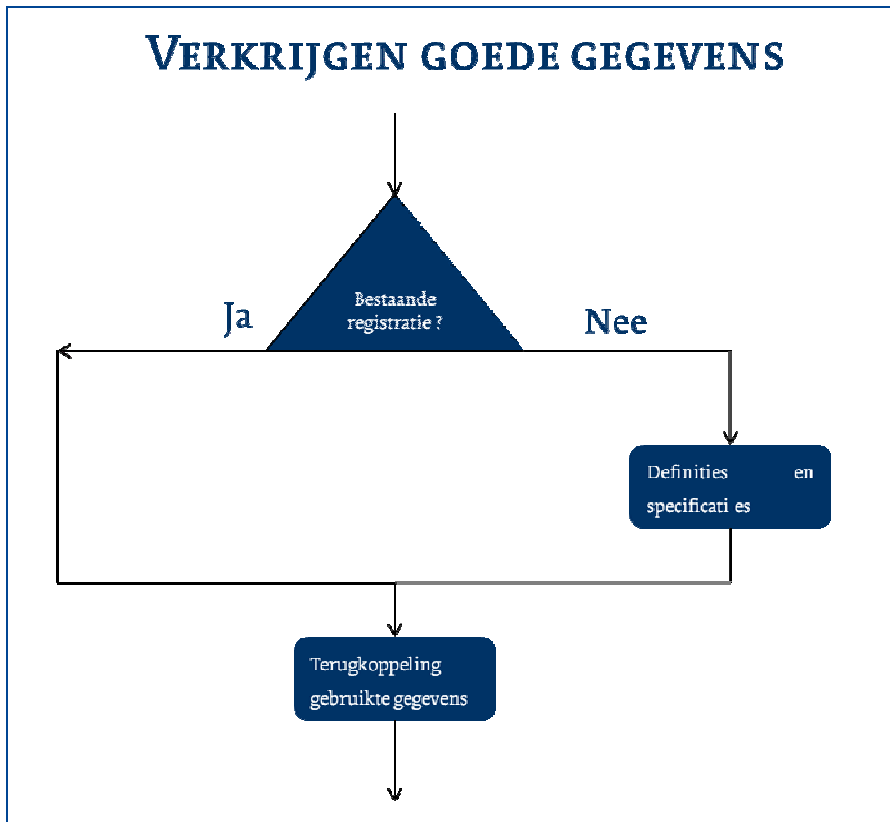 VERKRIJGEN GOEDE GEGEVENS
Bestaande
registratie ?
Ja
Nee
Definities en
specificati es
Terugkoppeling
gebruikte gegevens